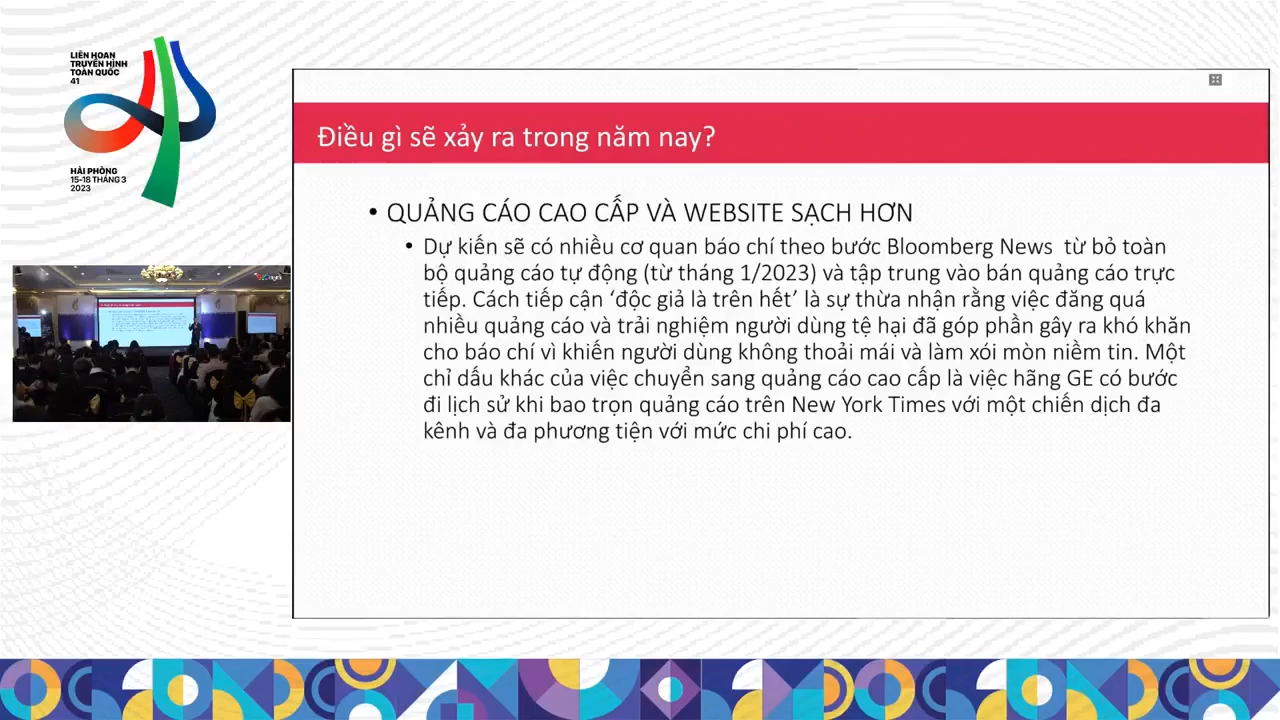 LIÊN HOAN
TRUYỀN HÌNH
TOÀN QUỐC
41
HẢI PHÒNG
15-18 THÁNG 3
2023
Điều gì sẽ xảy ra trong năm nay?
• QUẢNG CÁO CAO CẤP VÀ WEBSITE SẠCH HƠN
• Dự kiến sẽ có nhiều cơ quan báo chí theo bước Bloomberg News từ bỏ toàn
bộ quảng cáo tự động (từ tháng 1/2023) và tập trung vào bán quảng cáo trực
tiếp. Cách tiếp cận ‘độc giả là trên hết’ là sự thừa nhận rằng việc đăng quá
nhiều quảng cáo và trải nghiệm người dùng tệ hại đã góp phần gây ra khó khăn
cho báo chí vì khiến người dùng không thoải mái và làm xói mòn niềm tin. Một
chỉ dấu khác của việc chuyển sang quảng cáo cao cấp là việc hãng GE có bước
đi lịch sử khi bao trọn quảng cáo trên New York Times với một chiến dịch đa
kênh và đa phương tiện với mức chi phí cao.